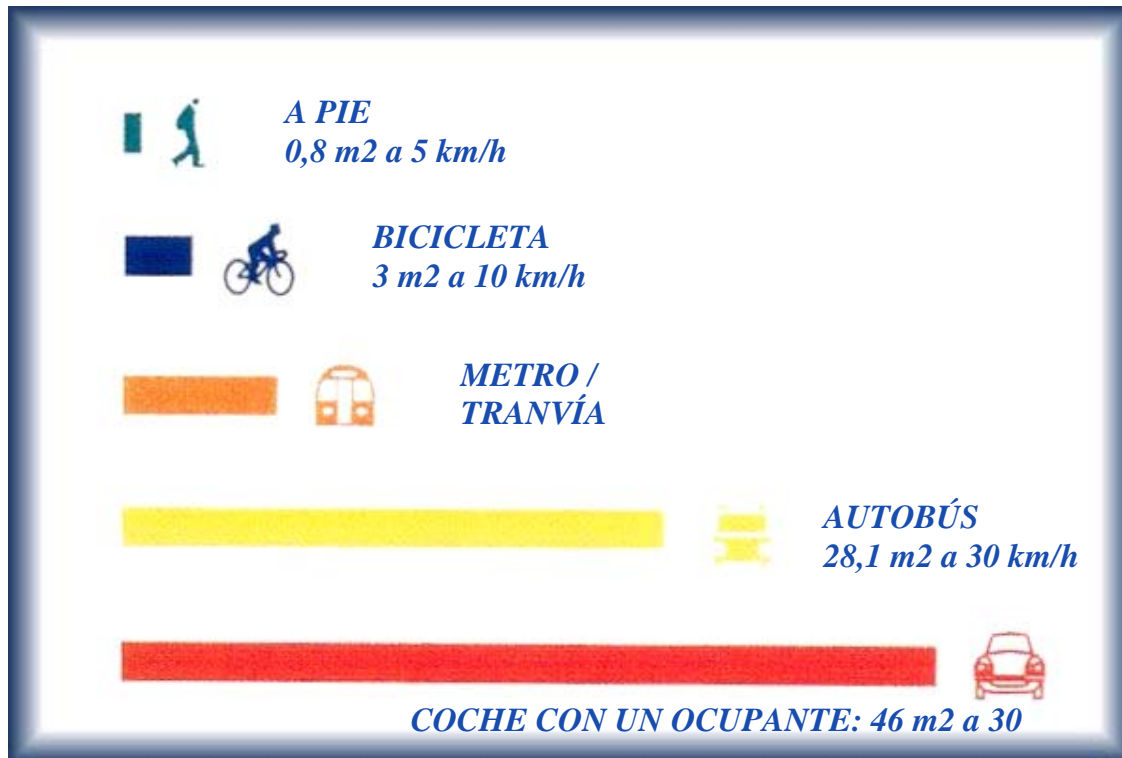 A PIE
0,8 m2 a 5 km/h
BICICLETA
3 m2 a 10 km/h
METRO /
TRANVÍA
AUTOBÚS
28,1 m2 a 30 km/h
COCHE CON UN OCUPANTE: 46 m2 a 30